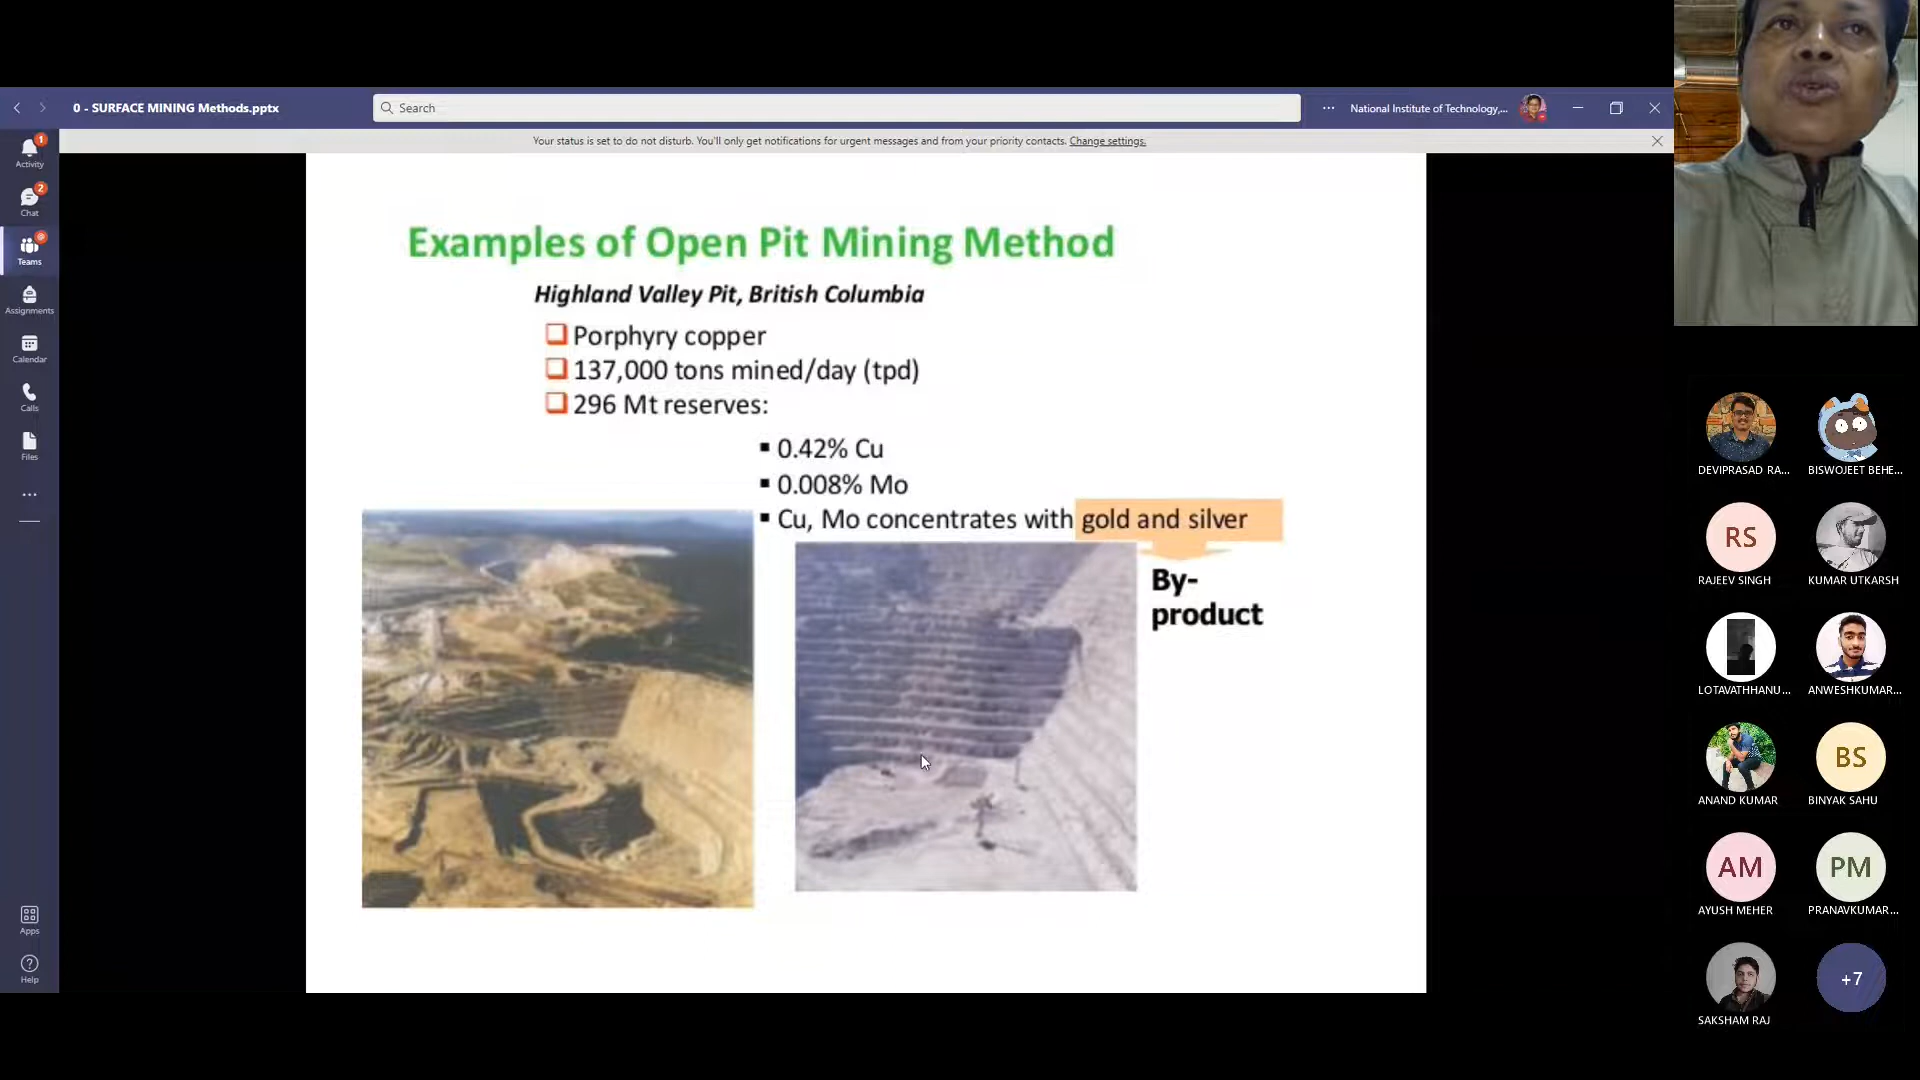 0 - SURFACE MINING Methods.pptx
Search
National Institute of Technology,...
Your status is set to do not disturb. You'll only get notifications for urgent messages and from your priority contacts. Change settings.
1
Activity
2
Chat
@
Teams
Assignments
Calendar
Calls
Files
Apps
Help
Examples of Open Pit Mining Method
Highland Valley Pit, British Columbia
Porphyry copper
137,000 tons mined/day (tpd)
296 Mt reserves:
0.42% Cu
0.008% Mo
Cu, Mo concentrates with gold and silver
By-
product
DEVIPRASAD RA...
BISWOJEET BEHE...
RS
RAJEEV SINGH
KUMAR UTKARSH
LOTAVATHHANU...
ANWESHKUMAR...
ANAND KUMAR
BS
BINYAK SAHU
AM
AYUSH MEHER
PM
PRANAVKUMAR...
SAKSHAM RAJ
+7